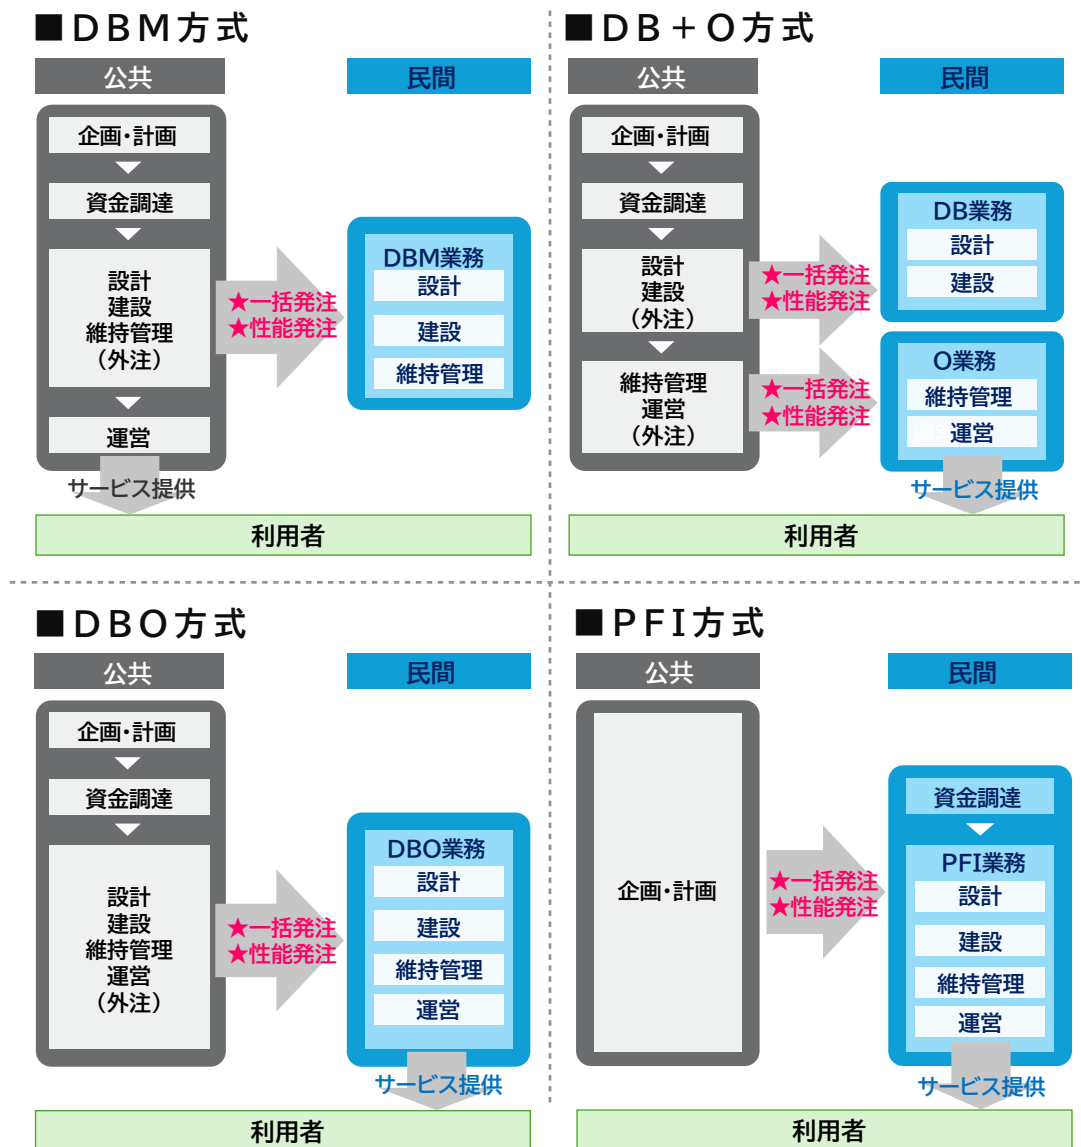 ■DBM方式
公共
民間
企画・計画
資金調達
設計
建設
維持管理
（外注）
運営
★一括発注
★性能発注
DBM業務
設計
建設
維持管理
サービス提供
利用者
■DB＋O方式
公共
民間
企画・計画
資金調達
設計
建設
（外注）
維持管理
運営
（外注）
★一括発注
★性能発注
★一括発注
★性能発注
DB業務
設計
建設
O業務
維持管理
運営
サービス提供
利用者
■DBO方式
公共
民間
企画・計画
資金調達
設計
建設
維持管理
運営
（外注）
★一括発注
★性能発注
DBO業務
設計
建設
維持管理
運営
サービス提供
利用者
■PFI方式
公共
民間
企画・計画
★一括発注
★性能発注
資金調達
PFI業務
設計
建設
維持管理
運営
サービス提供
利用者